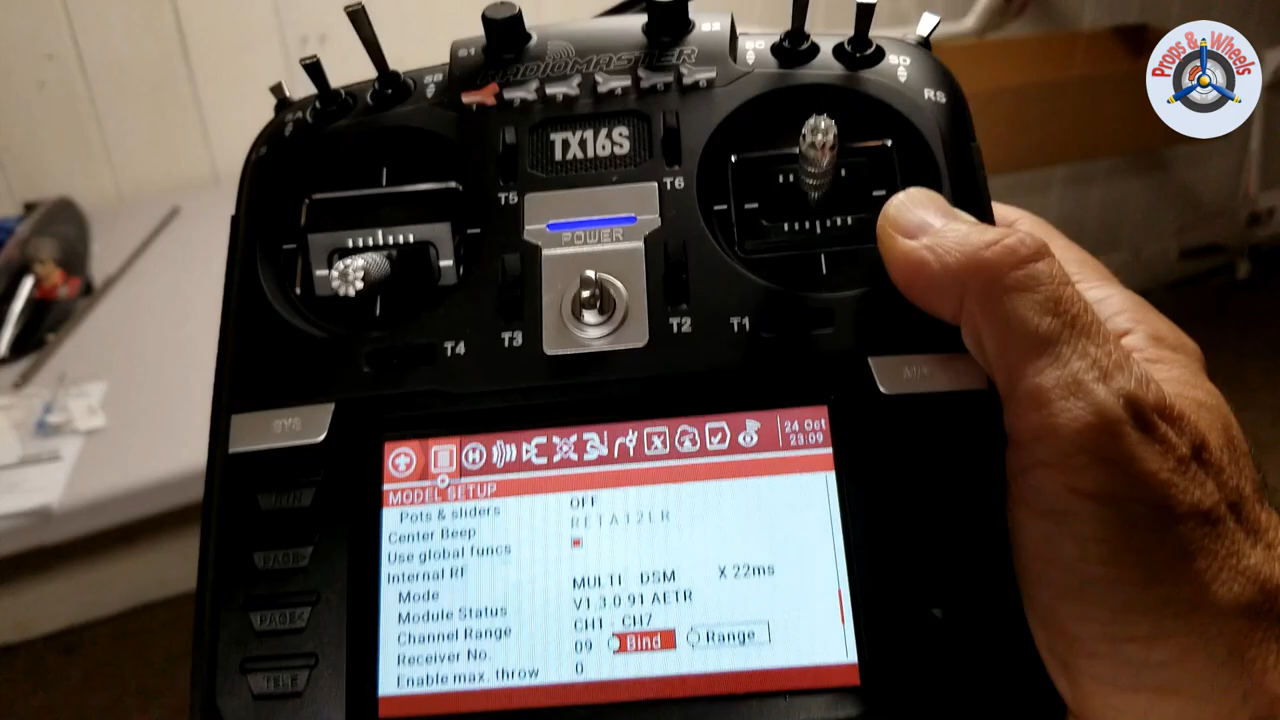 Props & Wheels
S1
S2
SC
SD
SB
SA
RS
RADIOMASTER
TX16S
T5
T6
POWER
T3
T2
T1
T4
SYS
PAGE>
PAGE<
TELE
24 Oct
23:09
MODEL SETUP
Pots & sliders OFF
Center Beep RETA12LR
Use global funcs
Internal RF
Mode MULTI DSM X 22ms
Module Status V1.3.0.91 AETR
Channel Range CH1 - CH7
Receiver No. 09 Bind Range
Enable max. throw 0